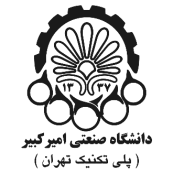 ۱۳ ۳۷
دانشگاه صنعتی امیرکبیر
( پلی تکنیک تهران )